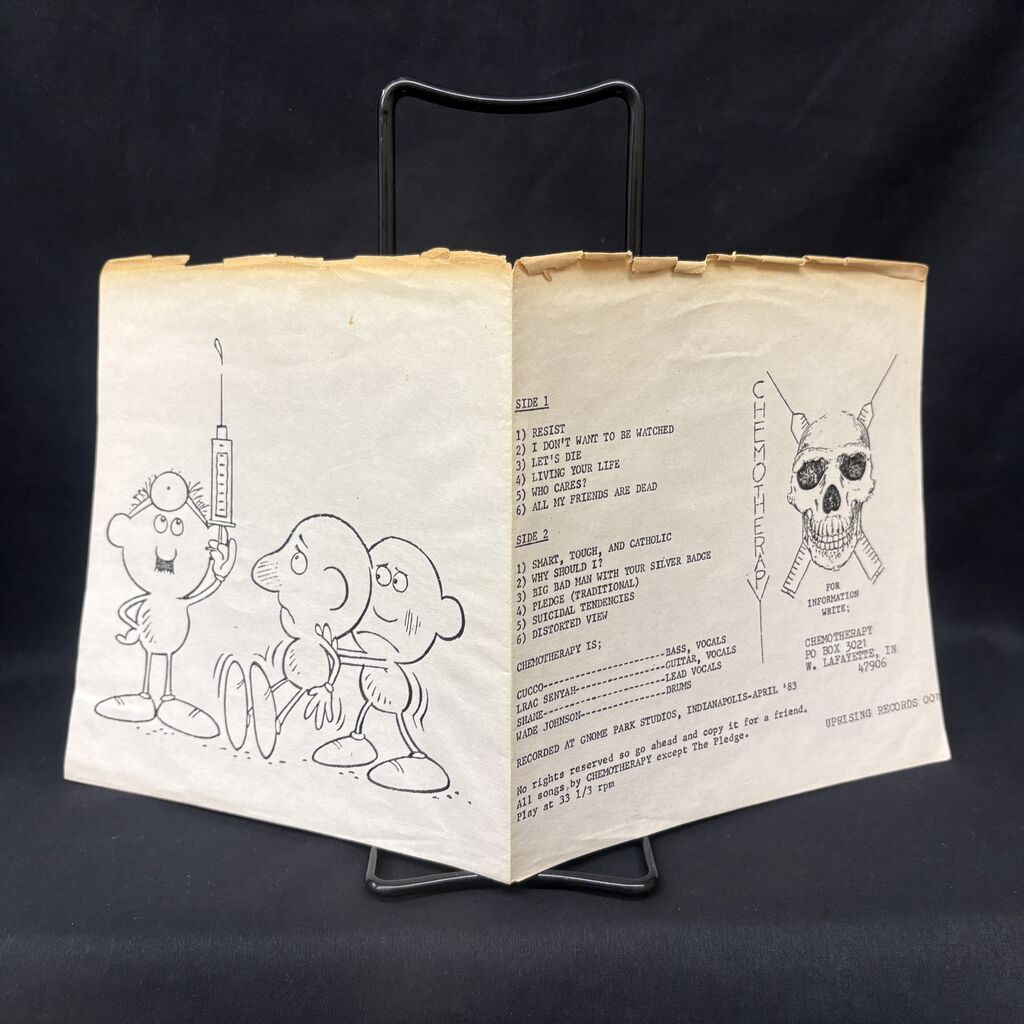 SIDE 1
1) RESIST
2) I DON'T WANT TO BE WATCHED
3) LET'S DIE
4) LIVING YOUR LIFE
5) WHO CARES?
6) ALL MY FRIENDS ARE DEAD
SIDE 2
1) SMART, TOUGH, AND CATHOLIC
2) WHY SHOULD I?
3) BIG BAD MAN WITH YOUR SILVER BADGE
4) PLEDGE (TRADITIONAL)
5) SUICIDAL TENDENCIES
6) DISTORTED VIEW
CHEMOTHERAPY IS;
CUCCO----------------------BASS, VOCALS
LRAC SENYAH----------------GUITAR, VOCALS
SHANE----------------------LEAD VOCALS
WADE JOHNSON---------------DRUMS
RECORDED AT GNOME PARK STUDIOS, INDIANAPOLIS-APRIL '83
No rights reserved so go ahead and copy it for a friend.
All songs by CHEMOTHERAPY except The Pledge.
Play at 33 1/3 rpm
CHEMOTHERAPY
FOR
INFORMATION
WRITE;
CHEMOTHERAPY
PO BOX 3021
W. LAFAYETTE, IN
47906
UPRISING RECORDS 001